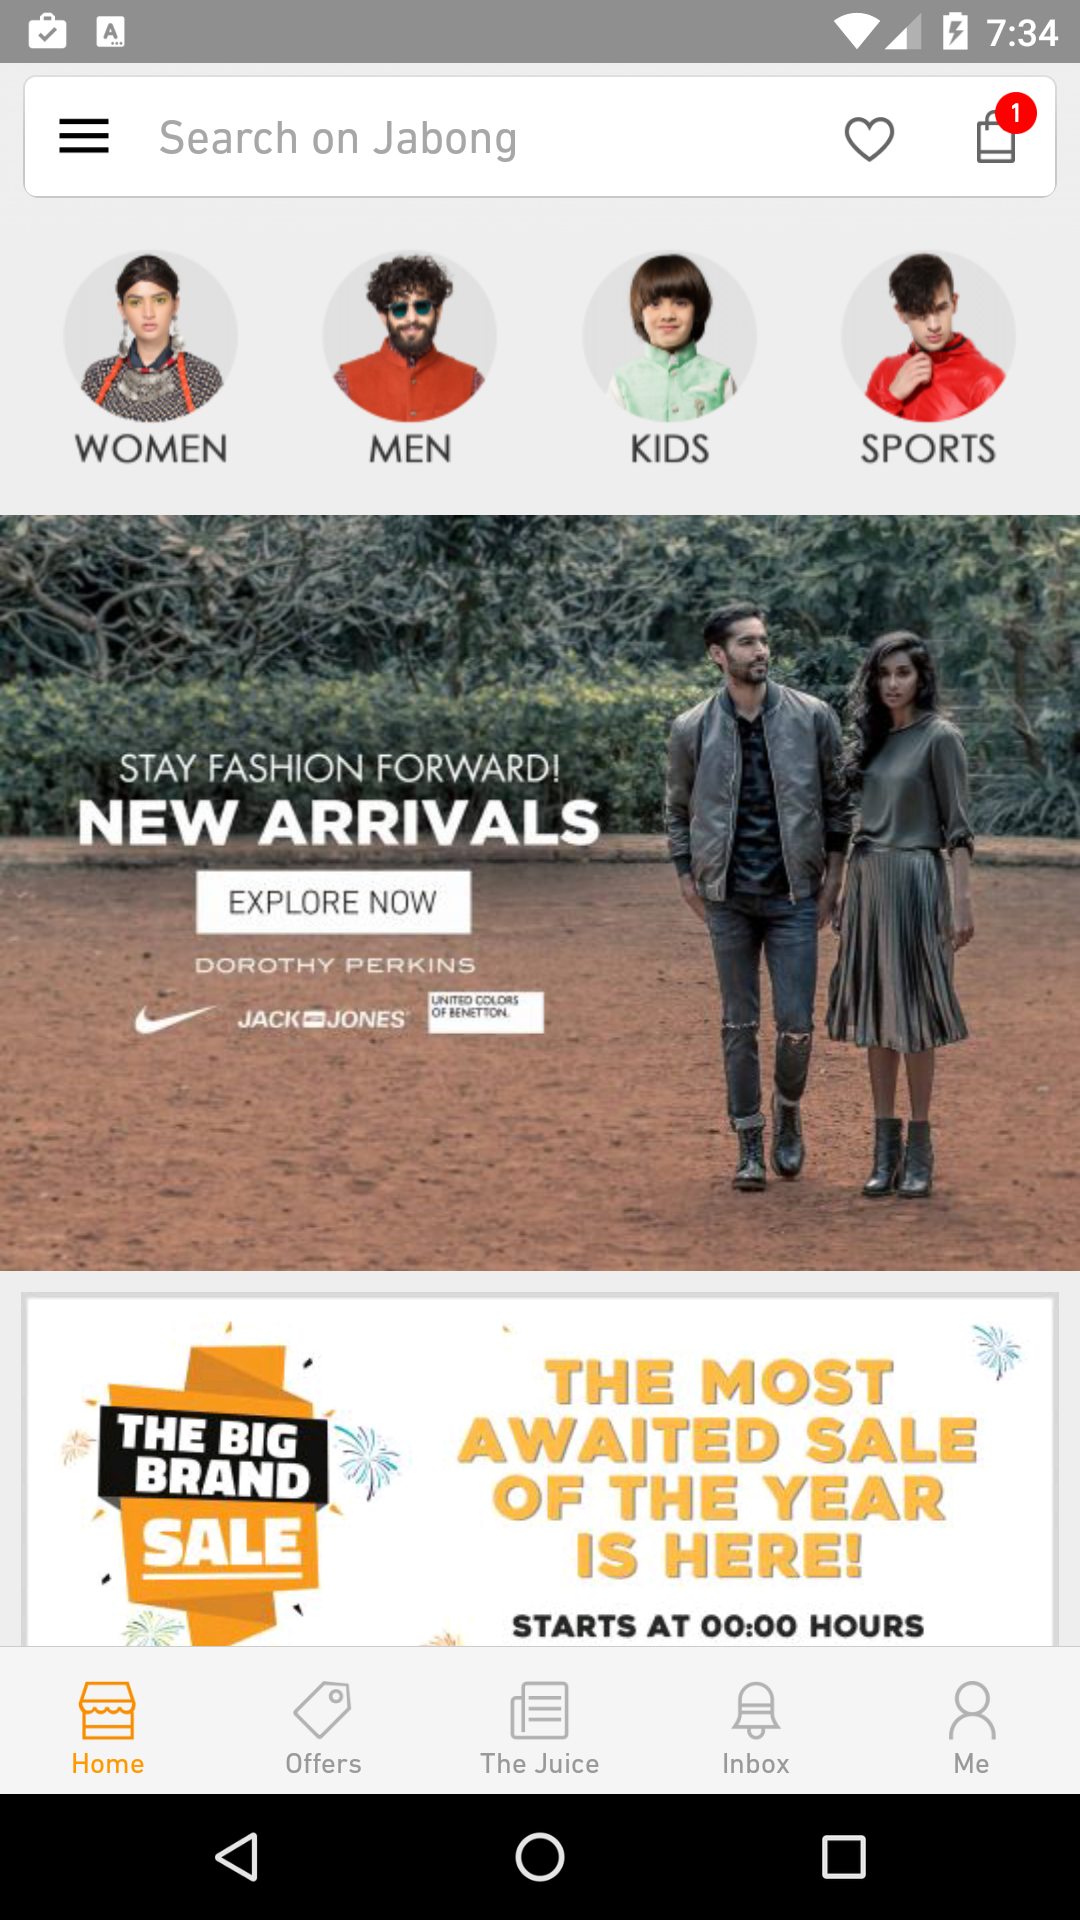 7:34
Search on Jabong
1
WOMEN MEN KIDS SPORTS
STAY FASHION FORWARD!
NEW ARRIVALS
EXPLORE NOW
DOROTHY PERKINS
JACK JONES
UNITED COLORS
OF BENETTON.
THE BIG
BRAND
SALE
THE MOST
AWAITED SALE
OF THE YEAR
IS HERE!
STARTS AT 00:00 HOURS
Home Offers The Juice Inbox Me